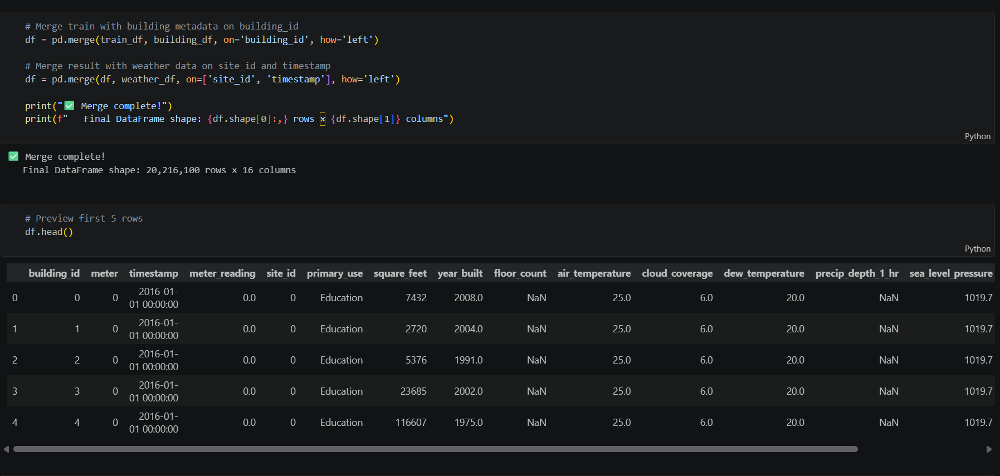 # Merge train with building metadata on building_id
df = pd.merge(train_df, building_df, on='building_id', how='left')
# Merge result with weather data on site_id and timestamp
df = pd.merge(df, weather_df, on=['site_id', 'timestamp'], how='left')
print("✅ Merge complete!")
print(f"   Final DataFrame shape: {df.shape[0]:,} rows × {df.shape[1]} columns")
Python
✅ Merge complete!
   Final DataFrame shape: 20,216,100 rows × 16 columns
# Preview first 5 rows
df.head()
Python
building_id meter timestamp meter_reading site_id primary_use square_feet year_built floor_count air_temperature cloud_coverage dew_temperature precip_depth_1_hr sea_level_pressure
0 0 0 2016-01-01 00:00:00 0.0 0 Education 7432 2008.0 NaN 25.0 6.0 20.0 NaN 1019.7
1 1 0 2016-01-01 00:00:00 0.0 0 Education 2720 2004.0 NaN 25.0 6.0 20.0 NaN 1019.7
2 2 0 2016-01-01 00:00:00 0.0 0 Education 5376 1991.0 NaN 25.0 6.0 20.0 NaN 1019.7
3 3 0 2016-01-01 00:00:00 0.0 0 Education 23685 2002.0 NaN 25.0 6.0 20.0 NaN 1019.7
4 4 0 2016-01-01 00:00:00 0.0 0 Education 116607 1975.0 NaN 25.0 6.0 20.0 NaN 1019.7